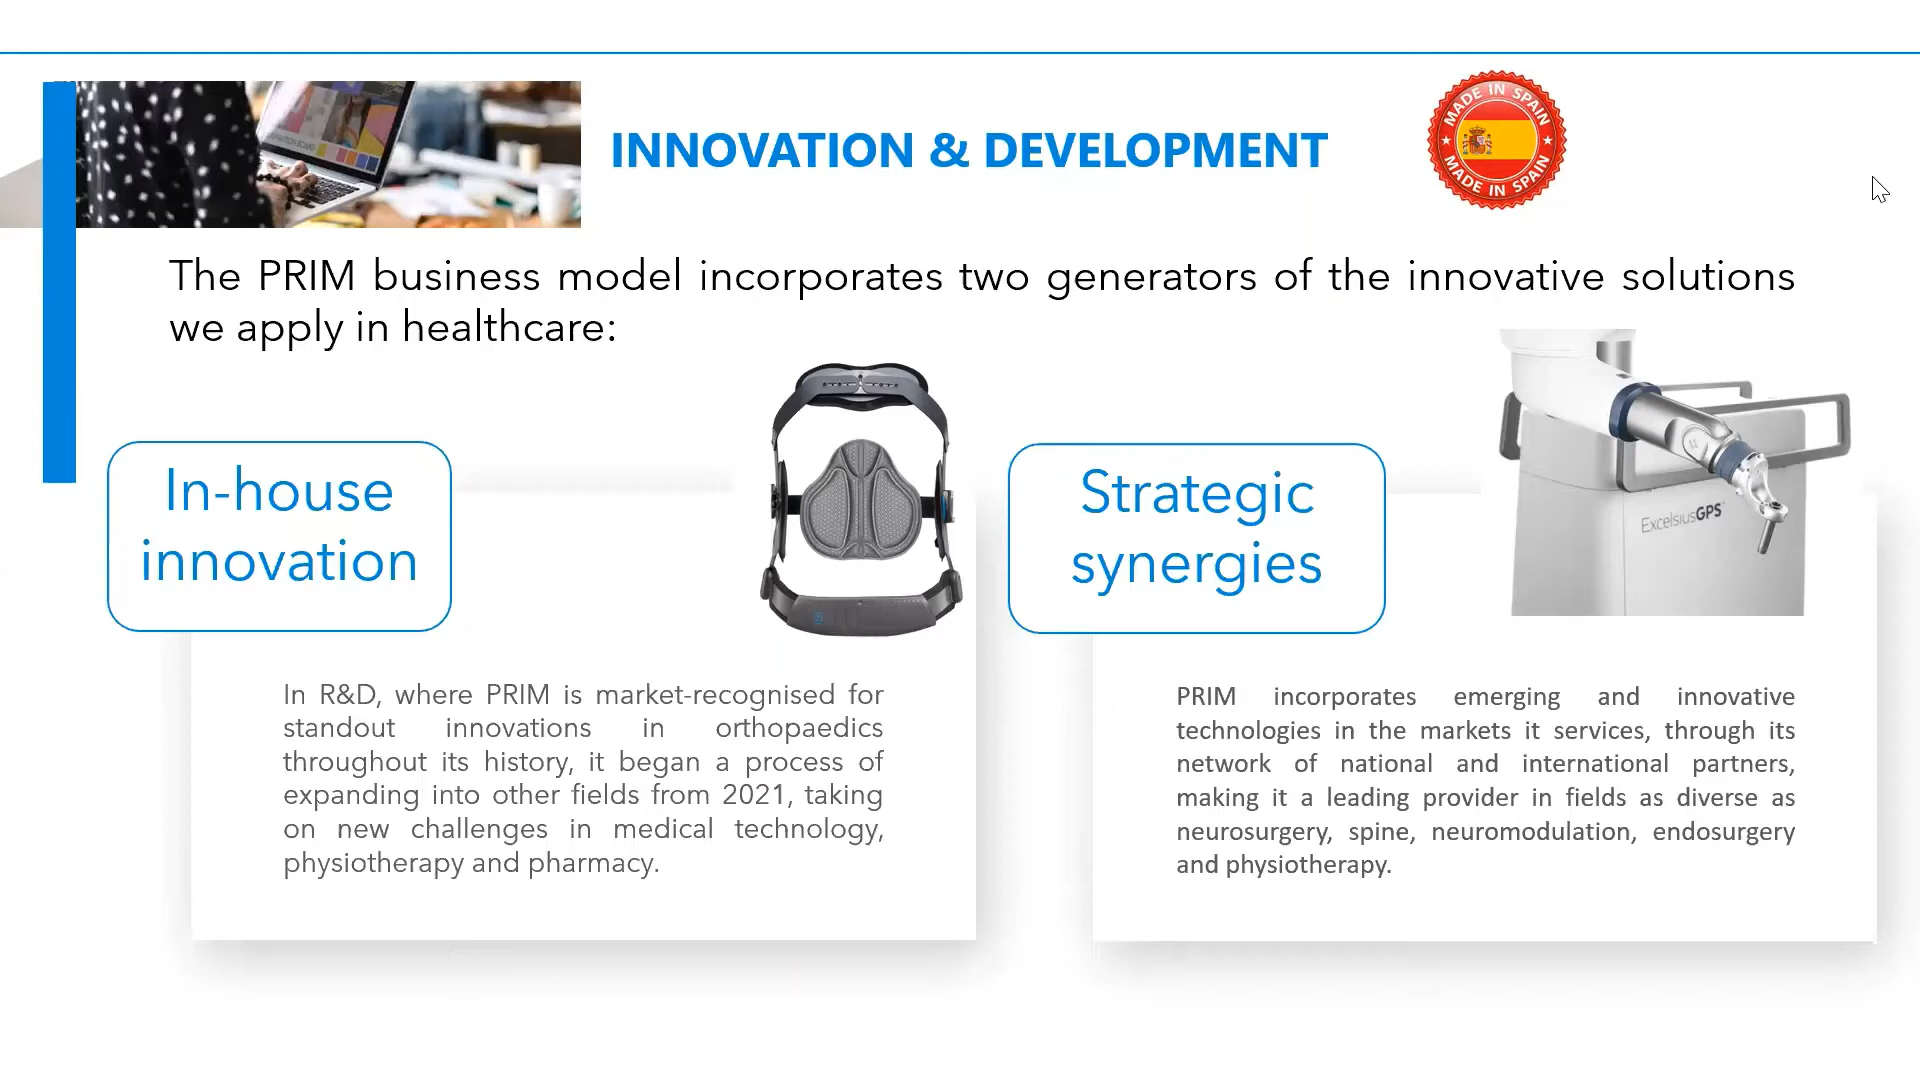 INNOVATION & DEVELOPMENT
MADE IN SPAIN
MADE IN SPAIN
The PRIM business model incorporates two generators of the innovative solutions
we apply in healthcare:
In-house
innovation
Strategic
synergies
ExcelsiusGPS
In R&D, where PRIM is market-recognised for
standout innovations in orthopaedics
throughout its history, it began a process of
expanding into other fields from 2021, taking
on new challenges in medical technology,
physiotherapy and pharmacy.
PRIM incorporates emerging and innovative
technologies in the markets it services, through its
network of national and international partners,
making it a leading provider in fields as diverse as
neurosurgery, spine, neuromodulation, endosurgery
and physiotherapy.